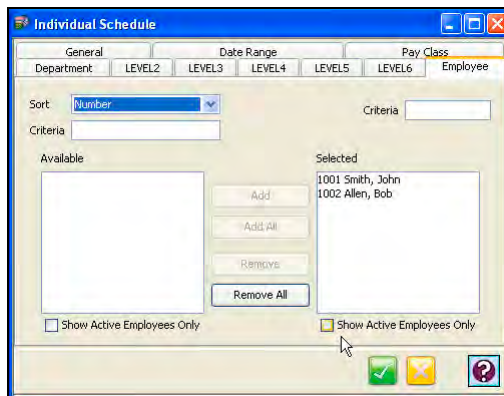 Individual Schedule
General Date Range Pay Class
Department LEVEL2 LEVEL3 LEVEL4 LEVEL5 LEVEL6 Employee
Sort Number Criteria
Criteria
Available Selected
1001 Smith, John
1002 Allen, Bob
Add
Add All
Remove
Remove All
Show Active Employees Only Show Active Employees Only
?